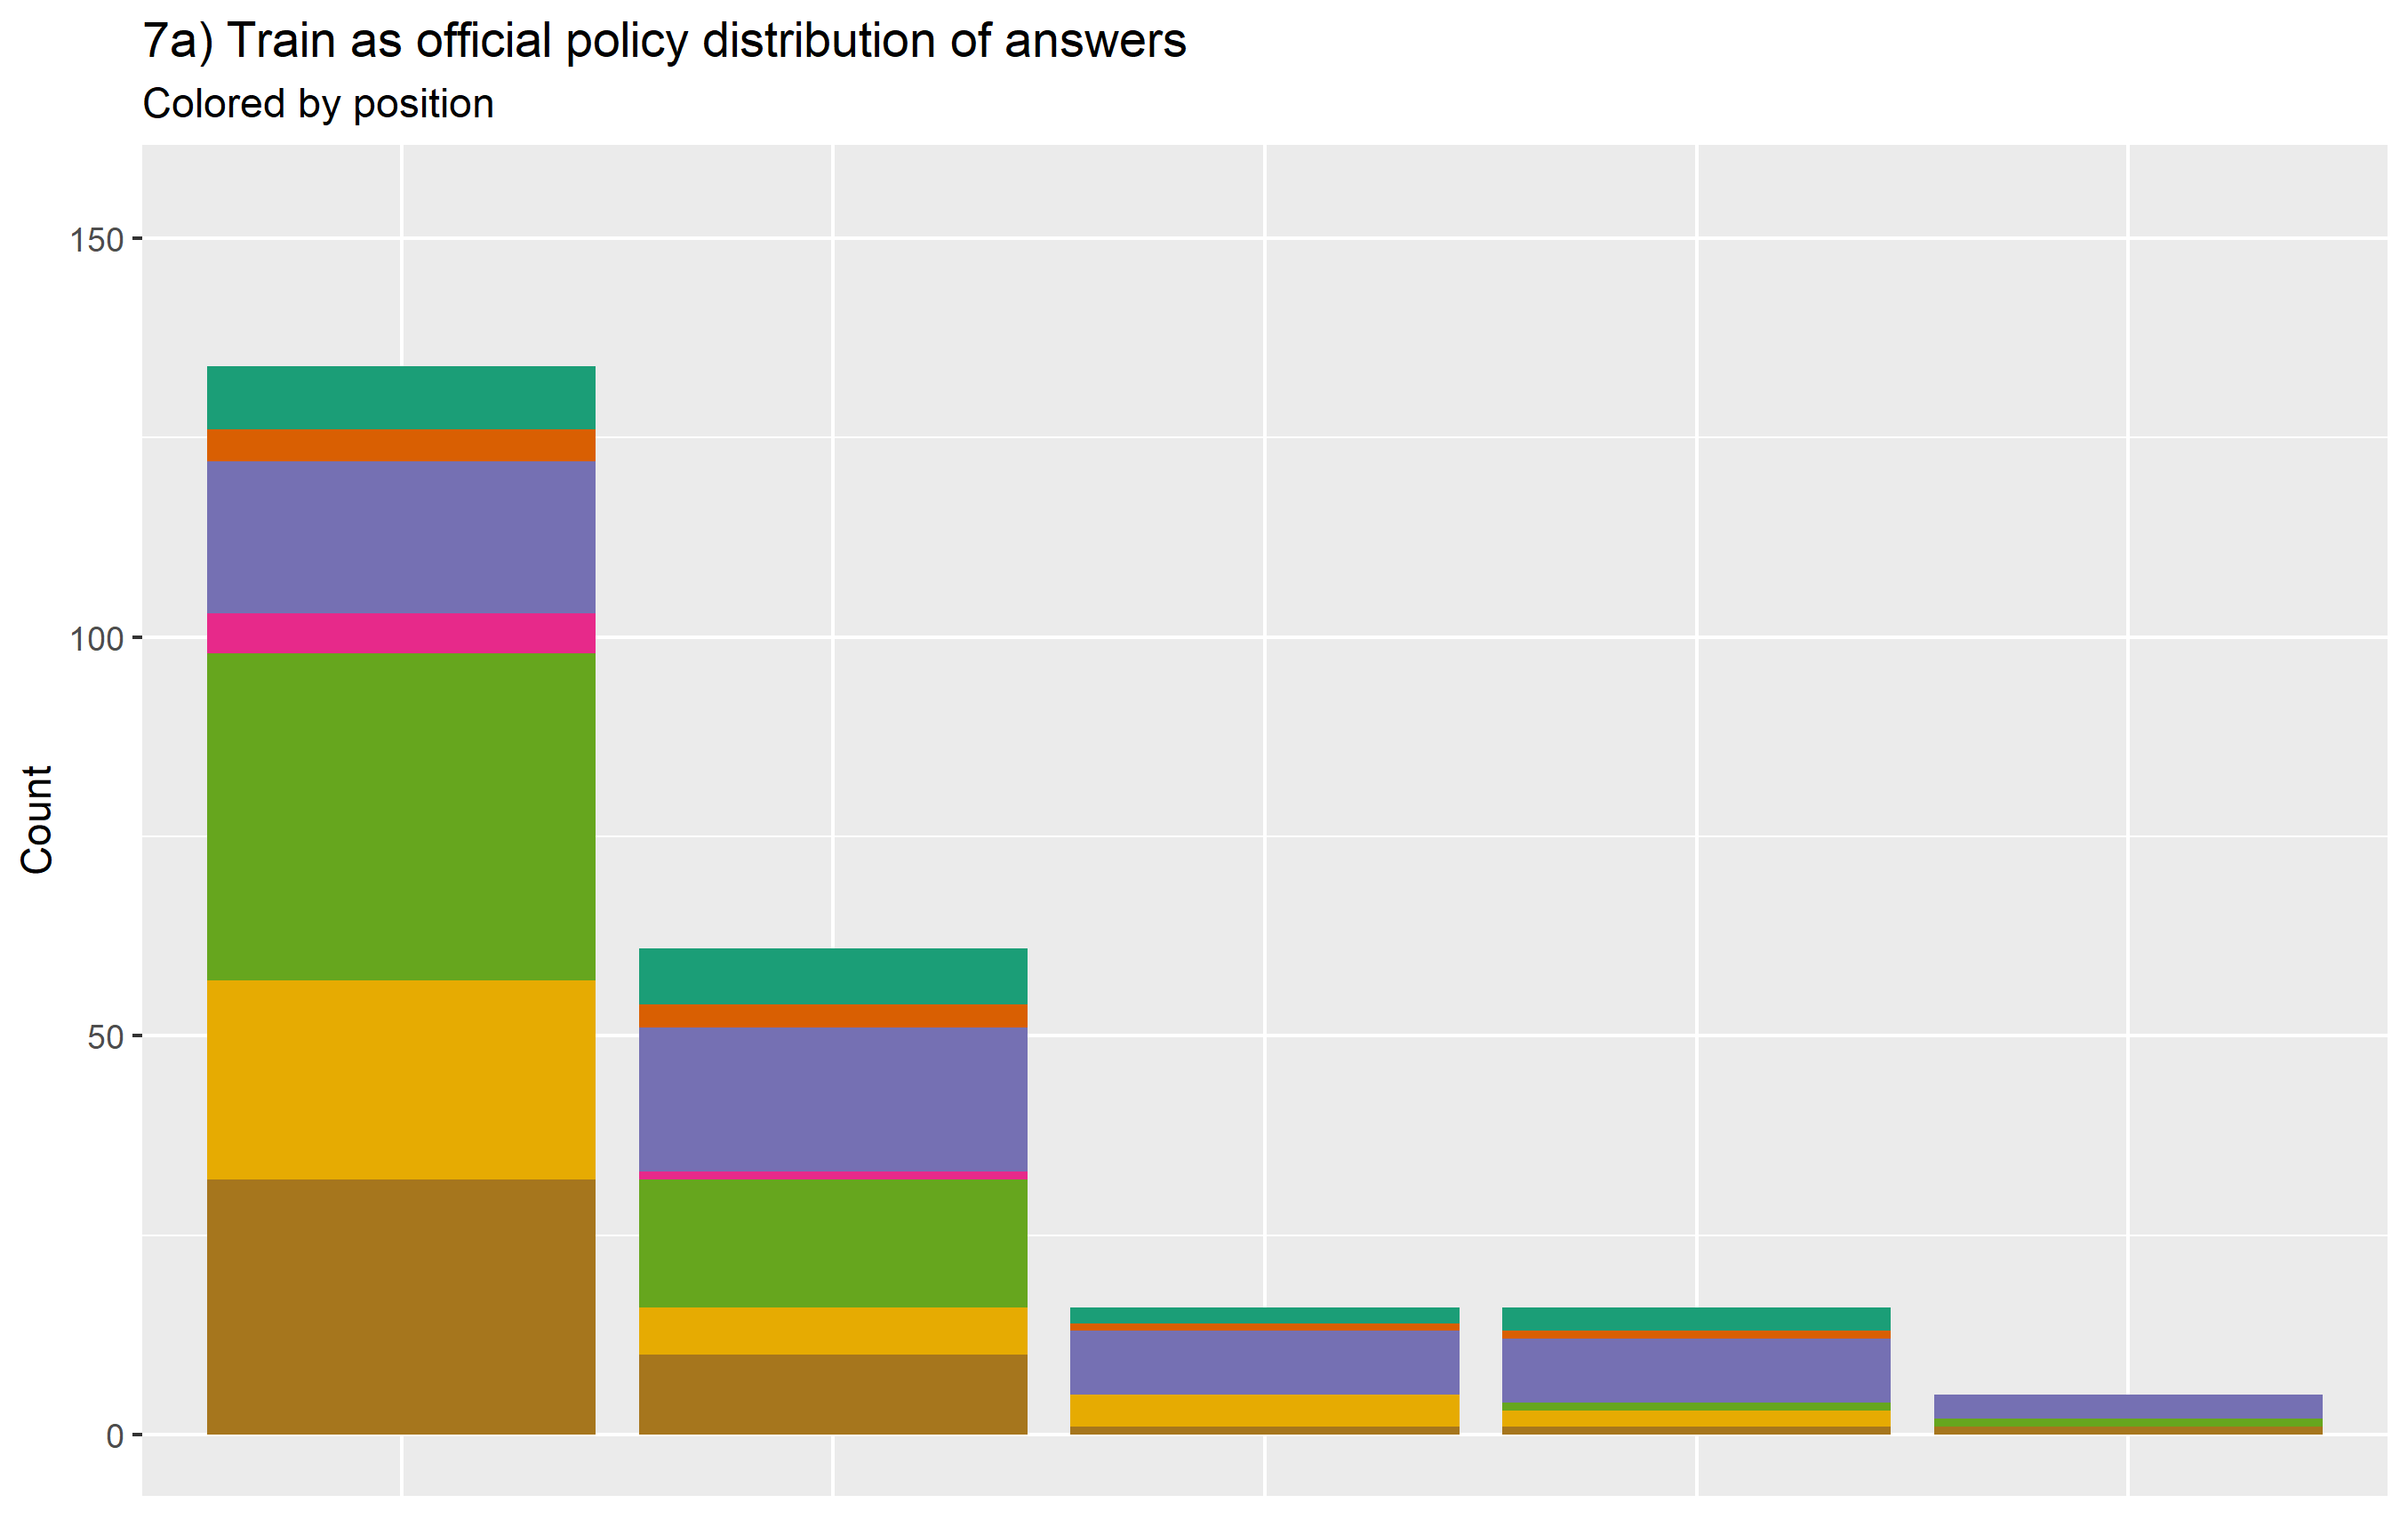 7a) Train as official policy distribution of answers
Colored by position
150
100
50
0
Count